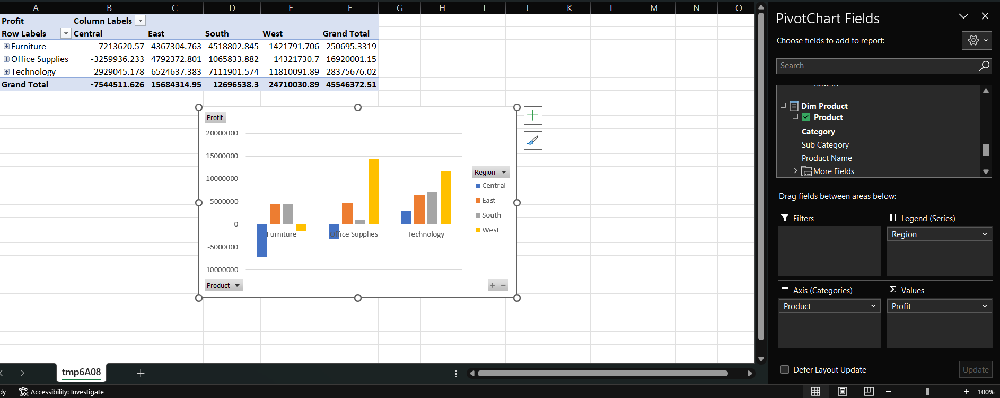 A B C D E F G H I J K L M N O
Profit Column Labels
Row Labels Central East South West Grand Total
Furniture -7213620.57 4367304.763 4518802.845 -1421791.706 250695.3319
Office Supplies -3259936.233 4792372.801 1065833.882 14321730.7 16920001.15
Technology 2929045.178 6524637.383 7111901.574 11810091.89 28375676.02
Grand Total -7544511.626 15684314.95 12696538.3 24710030.89 45546372.51
Profit
20000000
15000000
10000000
5000000
0
-5000000
-10000000
Furniture Office Supplies Technology
Region
Central
East
South
West
Product
+ −
PivotChart Fields
Choose fields to add to report:
Search
Row ID
Dim Product
Product
Category
Sub Category
Product Name
More Fields
Drag fields between areas below:
Filters
Legend (Series)
Region
Axis (Categories)
Product
Σ Values
Profit
Defer Layout Update
Update
tmp6A08
dy
Accessibility: Investigate
100%